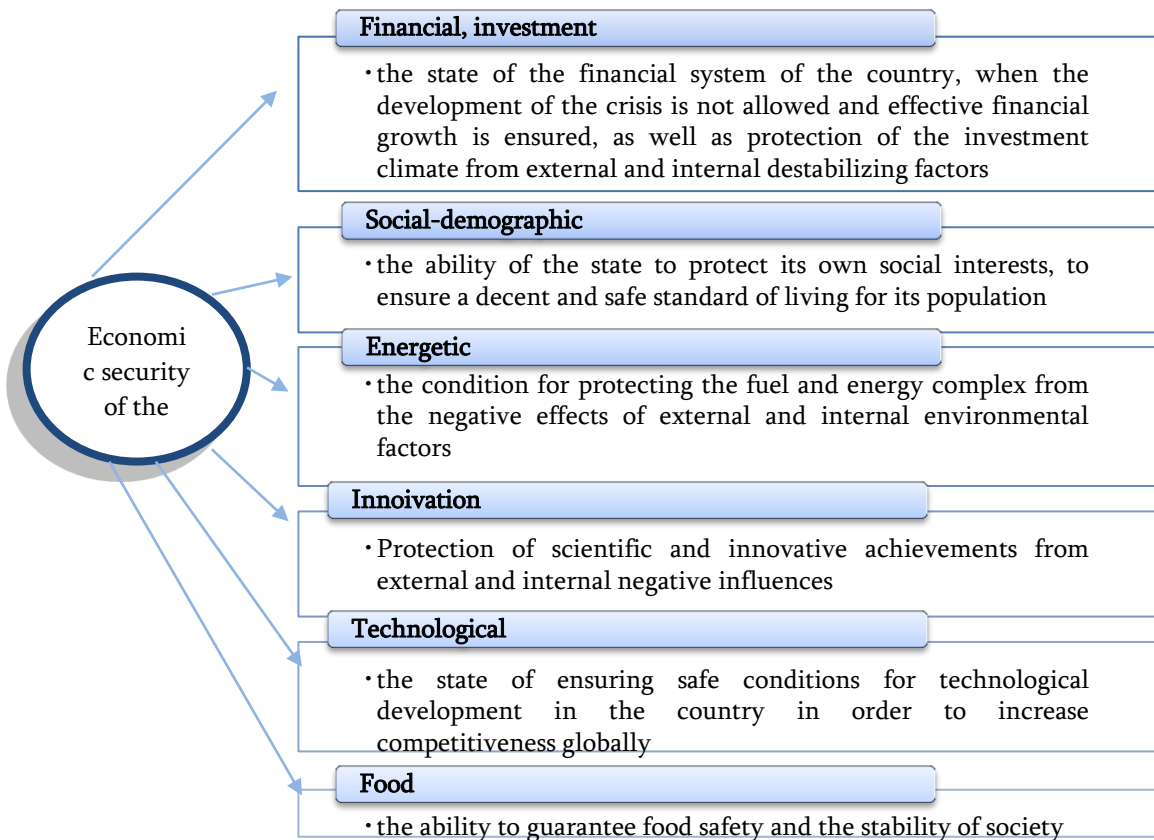 Financial, investment
· the state of the financial system of the country, when the
development of the crisis is not allowed and effective financial
growth is ensured, as well as protection of the investment
climate from external and internal destabilizing factors
Social-demographic
· the ability of the state to protect its own social interests, to
ensure a decent and safe standard of living for its population
Economi
c security
of the
Energetic
· the condition for protecting the fuel and energy complex from
the negative effects of external and internal environmental
factors
Innoivation
· Protection of scientific and innovative achievements from
external and internal negative influences
Technological
· the state of ensuring safe conditions for technological
development in the country in order to increase
competitiveness globally
Food
· the ability to guarantee food safety and the stability of society